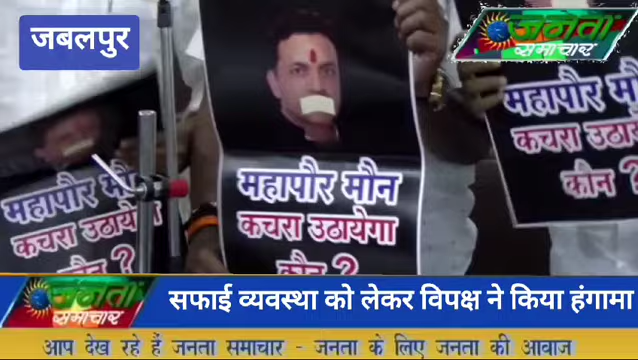 जबलपुर
जनता
समाचार
महापौर मौन
कचरा उठायेगा
कौन ?
महापौर मौ
कचरा उठायेग
कौन ?
महापौर मौ
कचरा उठाय
कौन ?
जनता
समाचार
सफाई व्यवस्था को लेकर विपक्ष ने किया हंगामा
आप देख रहे हैं जनता समाचार - जनता के लिए जनता की आवाज